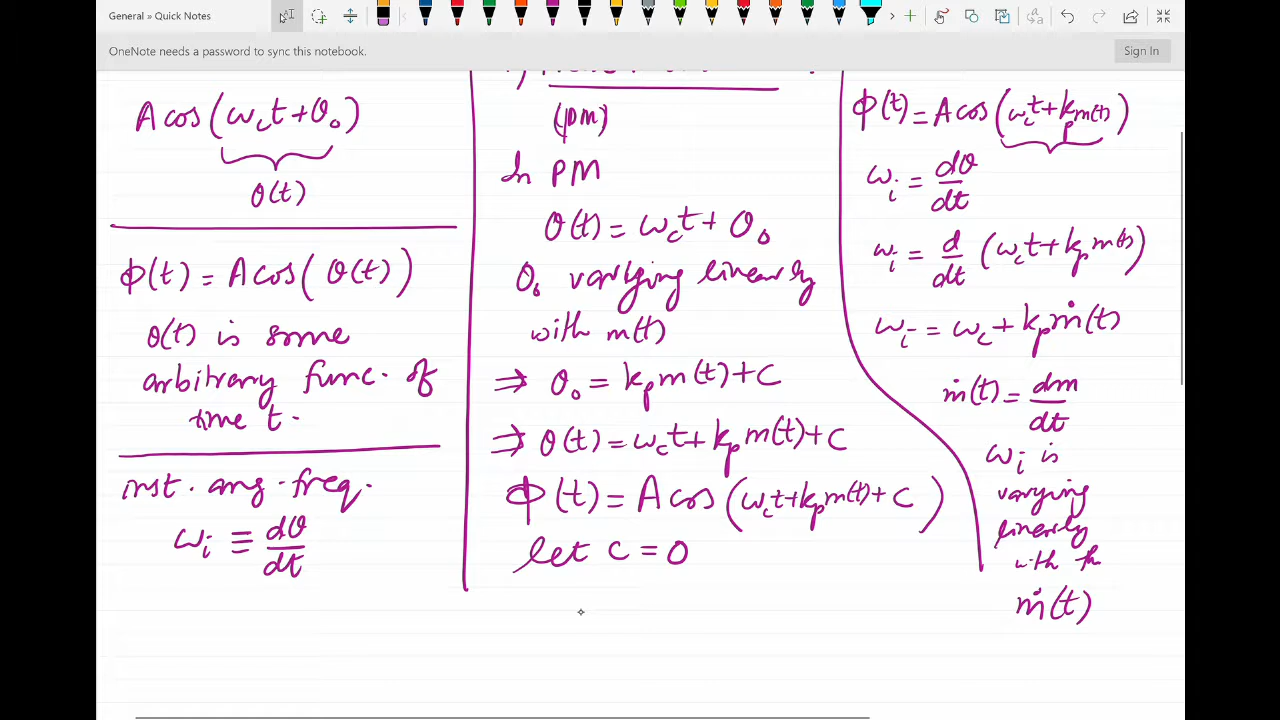 General » Quick Notes
OneNote needs a password to sync this notebook.
Sign In
A cos(ω_c t + θ_0)
θ(t)
φ(t) = A cos(θ(t))
θ(t) is some
arbitrary func. of
time t.
inst. ang. freq.
ω_i ≡ dθ/dt
(PM)
In PM
θ(t) = ω_c t + θ_0
θ_0 varying linearly
with m(t)
⇒ θ_0 = k_p m(t) + C
⇒ θ(t) = ω_c t + k_p m(t) + C
φ(t) = A cos(ω_c t + k_p m(t) + C)
let C = 0
φ(t) = A cos(ω_c t + k_p m(t))
ω_i = dθ/dt
ω_i = d/dt (ω_c t + k_p m(t))
ω_i = ω_c + k_p ṁ(t)
ṁ(t) = dm/dt
ω_i is
varying
linearly
with
ṁ(t)